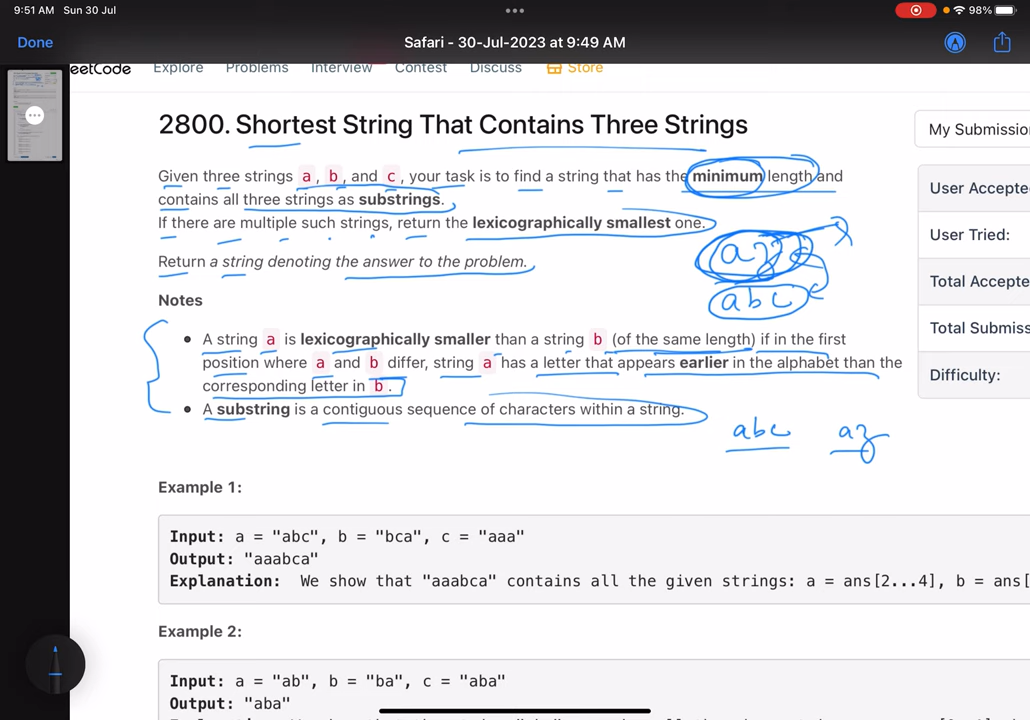 9:51 AM Sun 30 Jul
98%
Done
Safari - 30-Jul-2023 at 9:49 AM
eetCode Explore Problems Interview Contest Discuss Store
2800. Shortest String That Contains Three Strings
My Submissio
Given three strings a, b, and c, your task is to find a string that has the minimum length and
contains all three strings as substrings.
If there are multiple such strings, return the lexicographically smallest one.
Return a string denoting the answer to the problem.
User Accepte
User Tried:
Total Accepte
Total Submiss
Difficulty:
abc
Notes
• A string a is lexicographically smaller than a string b (of the same length) if in the first
position where a and b differ, string a has a letter that appears earlier in the alphabet than the
corresponding letter in b.
• A substring is a contiguous sequence of characters within a string.
abc az
Example 1:
Input: a = "abc", b = "bca", c = "aaa"
Output: "aaabca"
Explanation: We show that "aaabca" contains all the given strings: a = ans[2...4], b = ans[
Example 2:
Input: a = "ab", b = "ba", c = "aba"
Output: "aba"